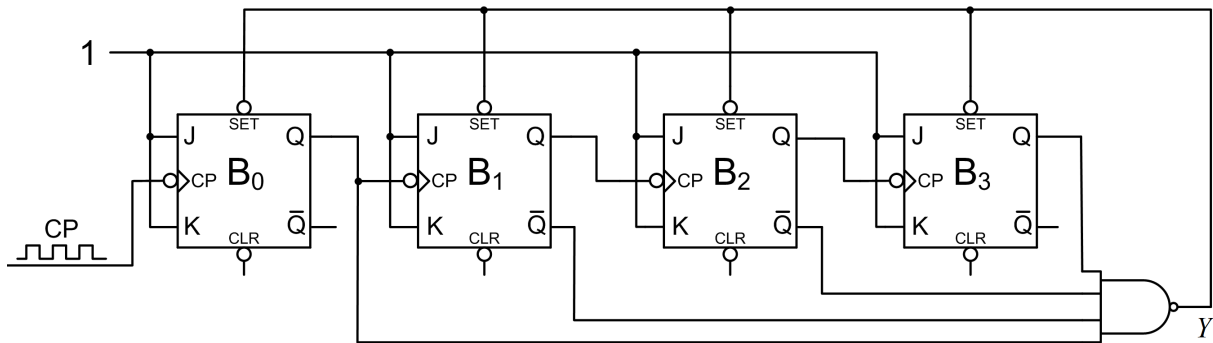 1
SET SET SET SET
J Q J Q J Q J Q
CP B₀ CP B₁ CP B₂ CP B₃
K Q̅ K Q̅ K Q̅ K Q̅
CLR CLR CLR CLR
CP
Y